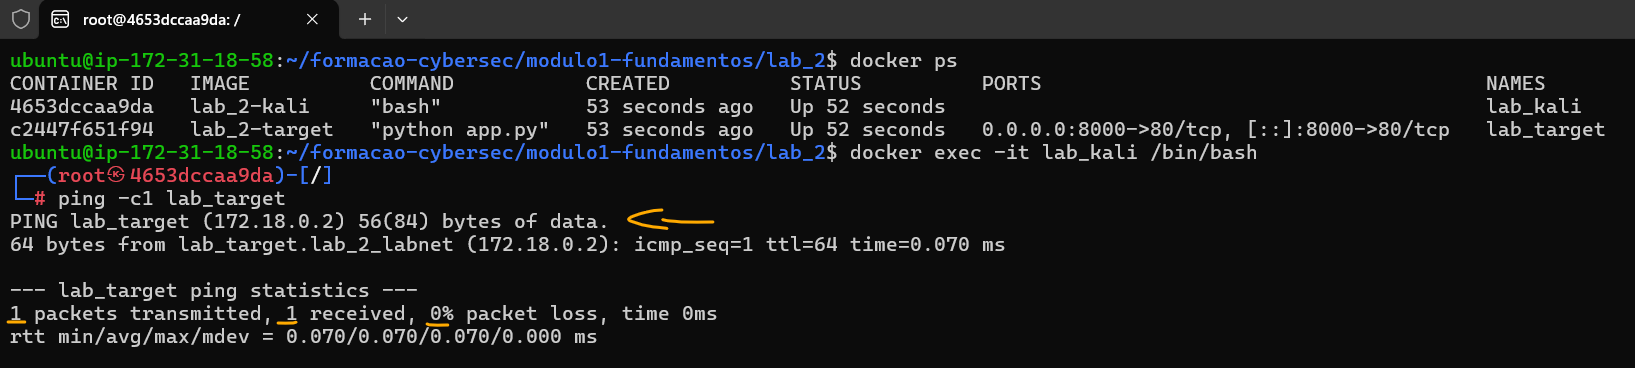 root@4653dccaa9da: /
ubuntu@ip-172-31-18-58:~/formacao-cybersec/modulo1-fundamentos/lab_2$ docker ps
CONTAINER ID   IMAGE          COMMAND           CREATED          STATUS          PORTS                                     NAMES
4653dccaa9da   lab_2-kali     "bash"            53 seconds ago   Up 52 seconds                                             lab_kali
c2447f651f94   lab_2-target   "python app.py"   53 seconds ago   Up 52 seconds   0.0.0.0:8000->80/tcp, [::]:8000->80/tcp   lab_target
ubuntu@ip-172-31-18-58:~/formacao-cybersec/modulo1-fundamentos/lab_2$ docker exec -it lab_kali /bin/bash
┌──(root㉿4653dccaa9da)-[/]
└─# ping -c1 lab_target
PING lab_target (172.18.0.2) 56(84) bytes of data.
64 bytes from lab_target.lab_2_labnet (172.18.0.2): icmp_seq=1 ttl=64 time=0.070 ms
--- lab_target ping statistics ---
1 packets transmitted, 1 received, 0% packet loss, time 0ms
rtt min/avg/max/mdev = 0.070/0.070/0.070/0.000 ms